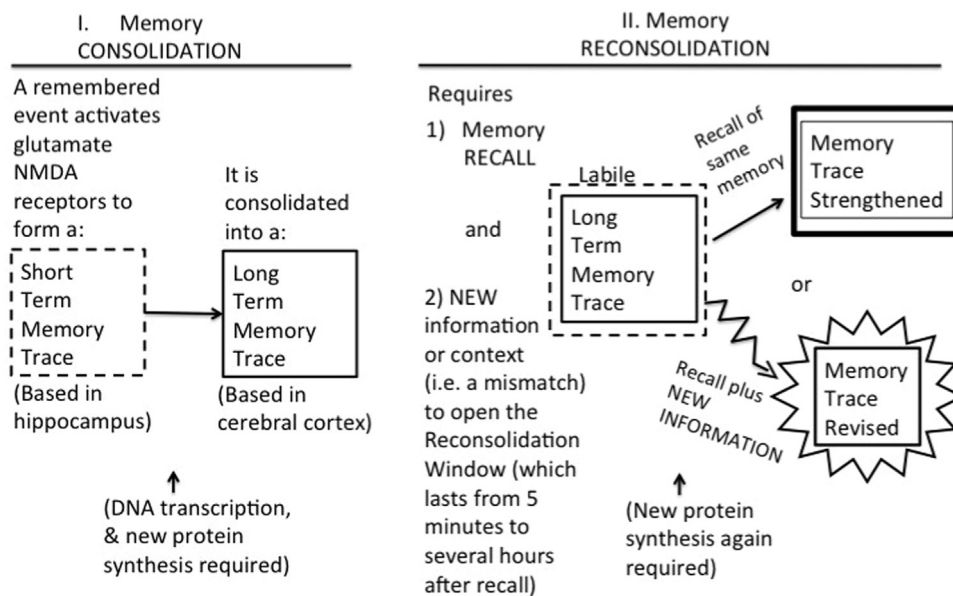 I. Memory
CONSOLIDATION
A remembered
event activates
glutamate
NMDA
receptors to
form a:
Short
Term
Memory
Trace
(Based in
hippocampus)
It is
consolidated
into a:
Long
Term
Memory
Trace
(Based in
cerebral cortex)
(DNA transcription,
& new protein
synthesis required)
II. Memory
RECONSOLIDATION
Requires
1) Memory
RECALL
and
2) NEW
information
or context
(i.e. a mismatch)
to open the
Reconsolidation
Window (which
lasts from 5
minutes to
several hours
after recall)
Labile
Long
Term
Memory
Trace
Recall of
same
memory
Memory
Trace
Strengthened
or
Recall plus
NEW
INFORMATION
Memory
Trace
Revised
(New protein
synthesis again
required)